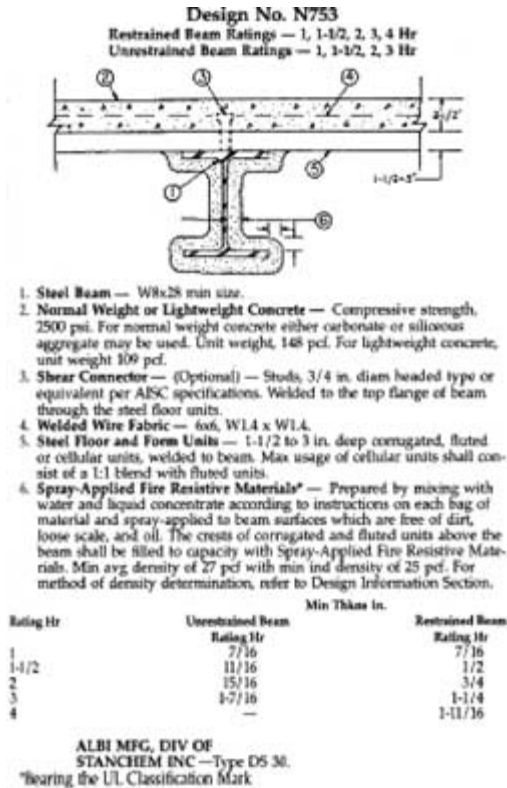 Design No. N753
Restrained Beam Ratings — 1, 1-1/2, 2, 3, 4 Hr
Unrestrained Beam Ratings — 1, 1-1/2, 2, 3 Hr
2
3
4
2-1/2"
1
5
1-1/2=3"
6
1. Steel Beam — W8x28 min size.
2. Normal Weight or Lightweight Concrete — Compressive strength,
2500 psi. For normal weight concrete either carbonate or siliceous
aggregate may be used. Unit weight, 148 pcf. For lightweight concrete,
unit weight 109 pcf.
3. Shear Connector — (Optional) — Studs, 3/4 in. diam headed type or
equivalent per AISC specifications. Welded to the top flange of beam
through the steel floor units.
4. Welded Wire Fabric — 6x6, W1.4 x W1.4.
5. Steel Floor and Form Units — 1-1/2 to 3 in. deep corrugated, fluted
or cellular units, welded to beam. Max usage of cellular units shall con-
sist of a 1:1 blend with fluted units.
6. Spray-Applied Fire Resistive Materials* — Prepared by mixing with
water and liquid concentrate according to instructions on each bag of
material and spray-applied to beam surfaces which are free of dirt,
loose scale, and oil. The crests of corrugated and fluted units above the
beam shall be filled to capacity with Spray-Applied Fire Resistive Mate-
rials. Min avg density of 27 pcf with min ind density of 25 pcf. For
method of density determination, refer to Design Information Section.
Min Thkns In.
Rating Hr Unrestrained Beam Restrained Beam
Rating Hr Rating Hr
1 7/16 7/16
1-1/2 11/16 1/2
2 15/16 3/4
3 1-7/16 1-1/4
4 — 1-11/16
ALBI MFG, DIV OF
STANCHEM INC —Type DS 30.
*Bearing the UL Classification Mark